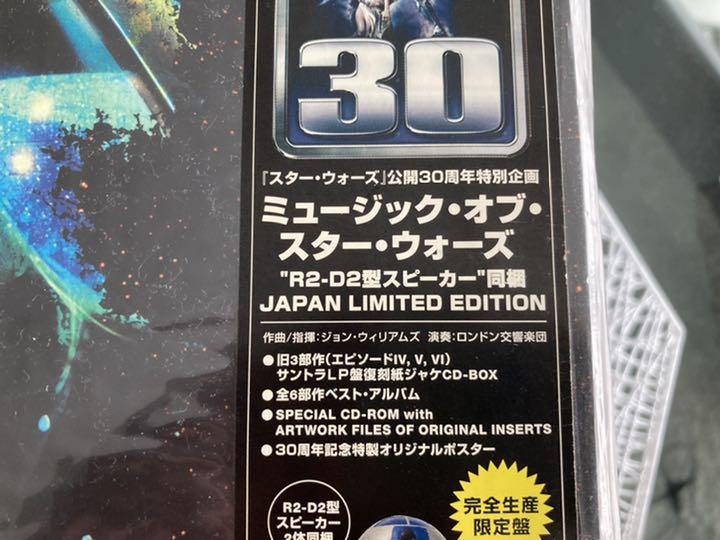 30
『スター・ウォーズ』公開30周年特別企画
ミュージック・オブ・
スター・ウォーズ
"R2-D2型スピーカー"同梱
JAPAN LIMITED EDITION
作曲/指揮:ジョン・ウィリアムズ 演奏:ロンドン交響楽団
●旧3部作(エピソードIV, V, VI)
サントラLP盤復刻紙ジャケCD-BOX
●全6部作ベスト・アルバム
●SPECIAL CD-ROM with
ARTWORK FILES OF ORIGINAL INSERTS
●30周年記念特製オリジナルポスター
R2-D2型
スピーカー
2体同梱
完全生産
限定盤